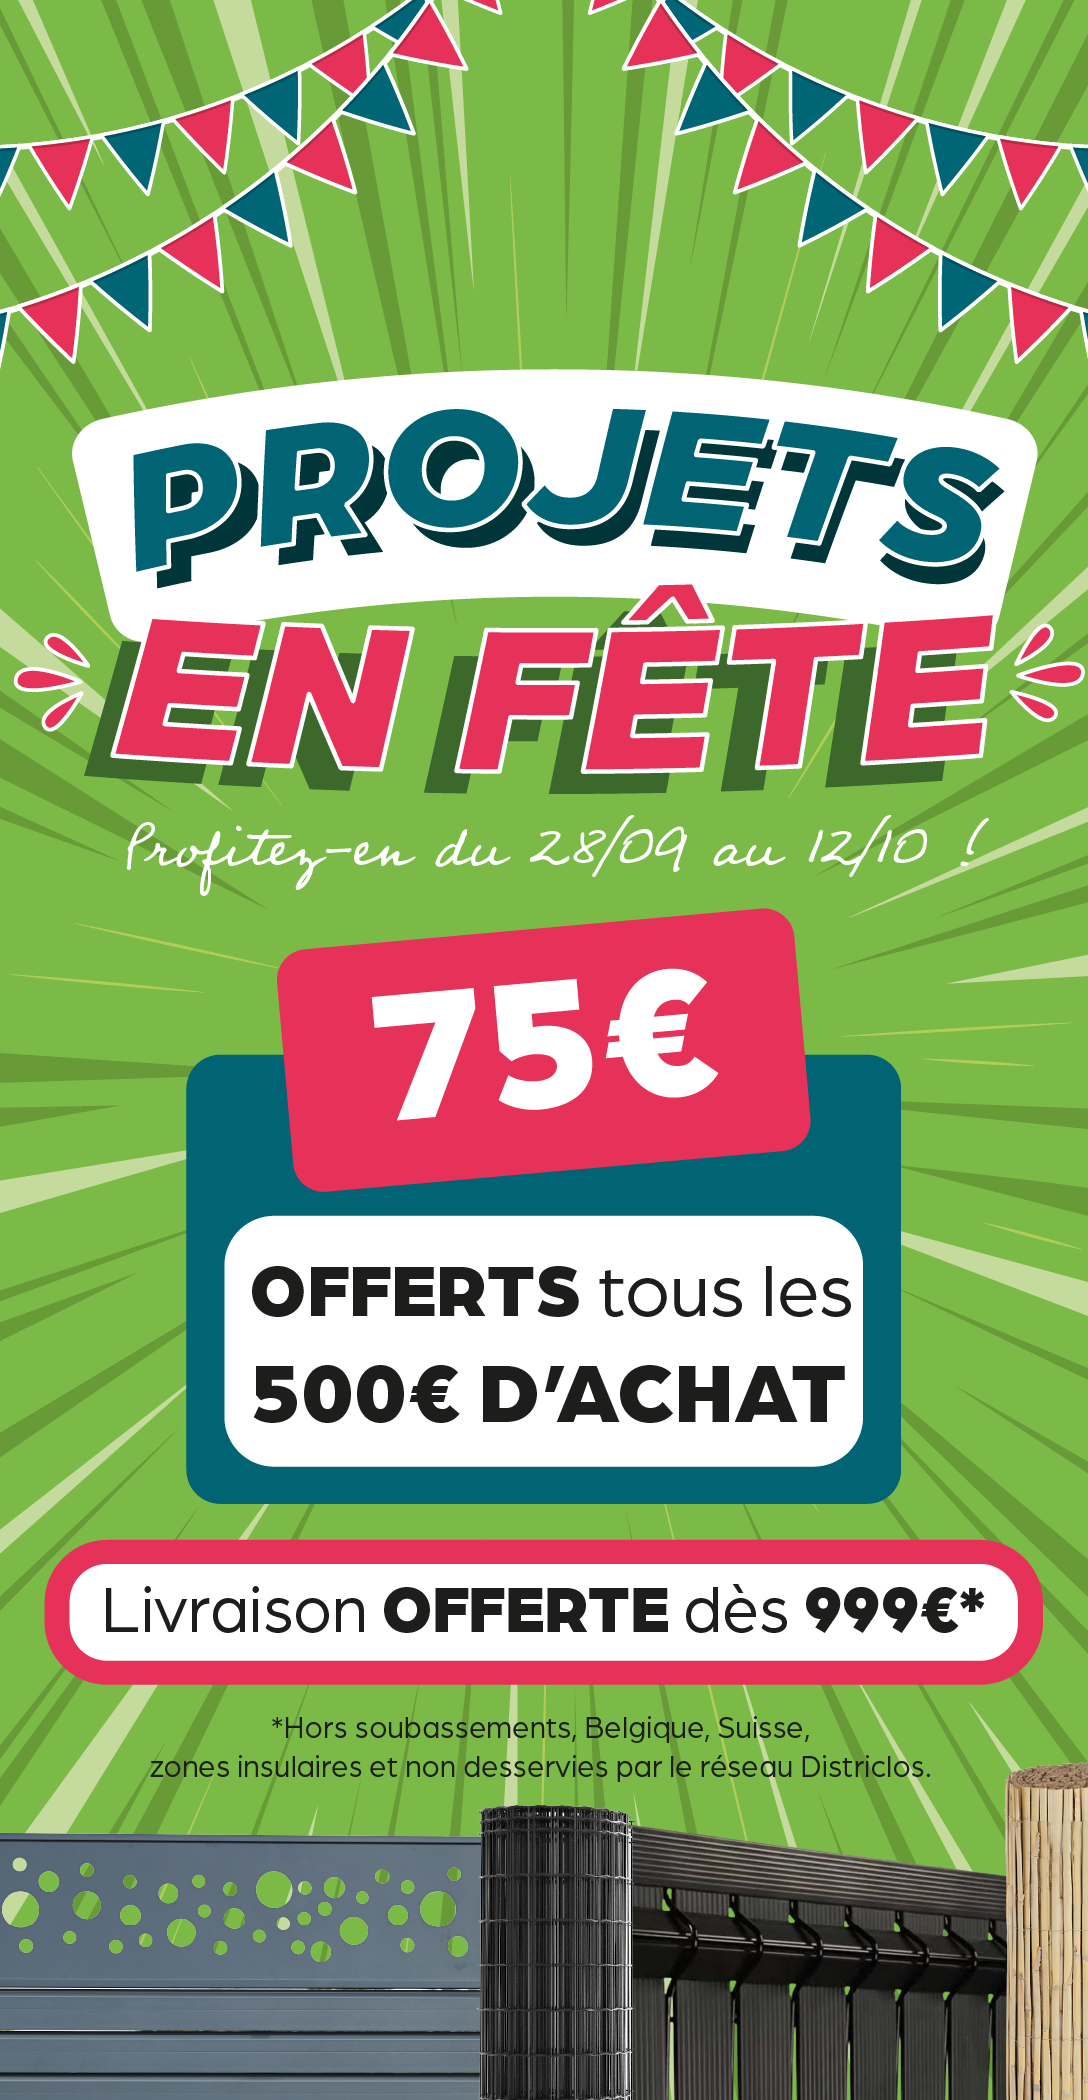 PROJETS
EN FÊTE
Profitez-en du 28/09 au 12/10 !
75€
OFFERTS tous les
500€ D'ACHAT
Livraison OFFERTE dès 999€*
*Hors soubassements, Belgique, Suisse,
zones insulaires et non desservies par le réseau Districlos.